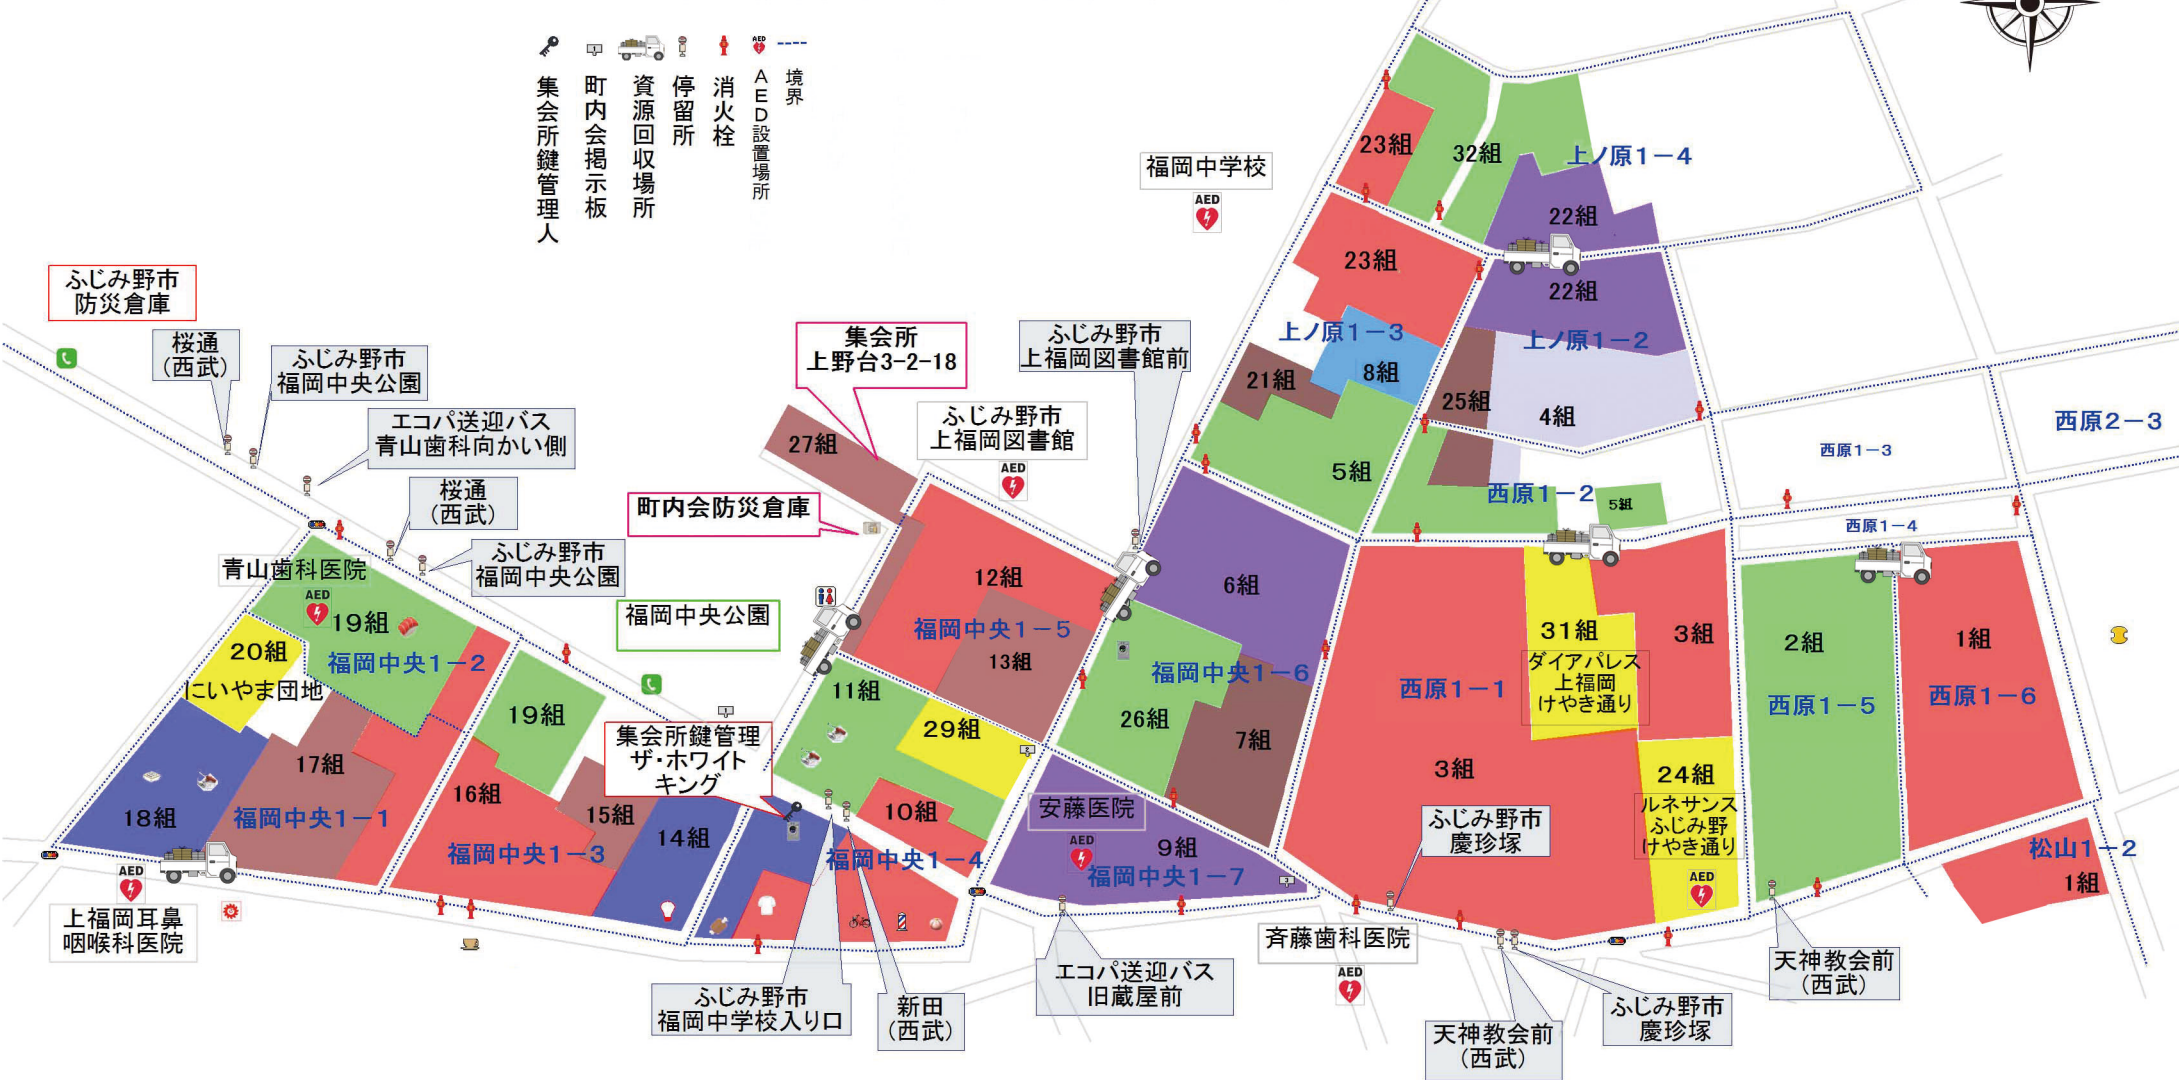 集会所鍵管理人
町内会掲示板
資源回収場所
停留所
消火栓
AED
AED設置場所
境界
ふじみ野市
防災倉庫
桜通
(西武)
ふじみ野市
福岡中央公園
エコパ送迎バス
青山歯科向かい側
桜通
(西武)
ふじみ野市
福岡中央公園
青山歯科医院
AED
19組
20組
福岡中央1-2
にいやま団地
17組
18組
福岡中央1-1
AED
上福岡耳鼻
咽喉科医院
19組
16組
15組
14組
福岡中央1-3
福岡中央公園
町内会防災倉庫
集会所
上野台3-2-18
27組
ふじみ野市
上福岡図書館
AED
ふじみ野市
上福岡図書館前
12組
福岡中央1-5
13組
11組
29組
10組
集会所鍵管理
ザ・ホワイト
キング
福岡中央1-4
ふじみ野市
福岡中学校入り口
新田
(西武)
福岡中学校
AED
23組
32組
上ノ原1-4
22組
23組
22組
上ノ原1-3
上ノ原1-2
8組
21組
25組
4組
5組
西原1-2
5組
西原1-3
西原2-3
西原1-4
6組
福岡中央1-6
26組
7組
安藤医院
AED
9組
福岡中央1-7
エコパ送迎バス
旧蔵屋前
31組
ダイアパレス
上福岡
けやき通り
3組
西原1-1
3組
24組
ルネサンス
ふじみ野
けやき通り
AED
ふじみ野市
慶珍塚
斉藤歯科医院
AED
天神教会前
(西武)
ふじみ野市
慶珍塚
2組
西原1-5
1組
西原1-6
松山1-2
1組
天神教会前
(西武)